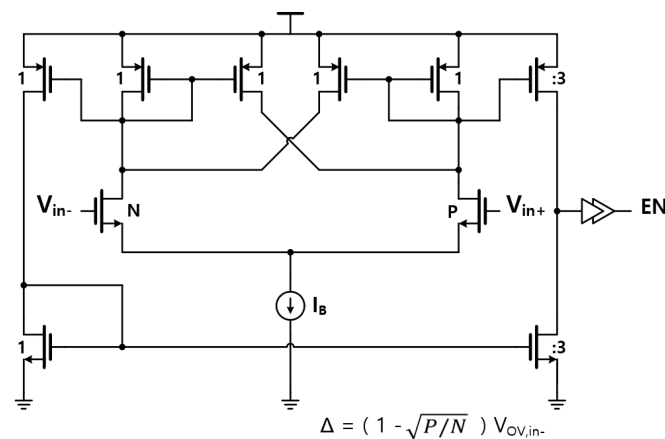 1 1 1 1 1 :3
V_in- N P V_in+ EN
I_B
1 :3
Δ = ( 1 - √P/N ) V_OV,in-